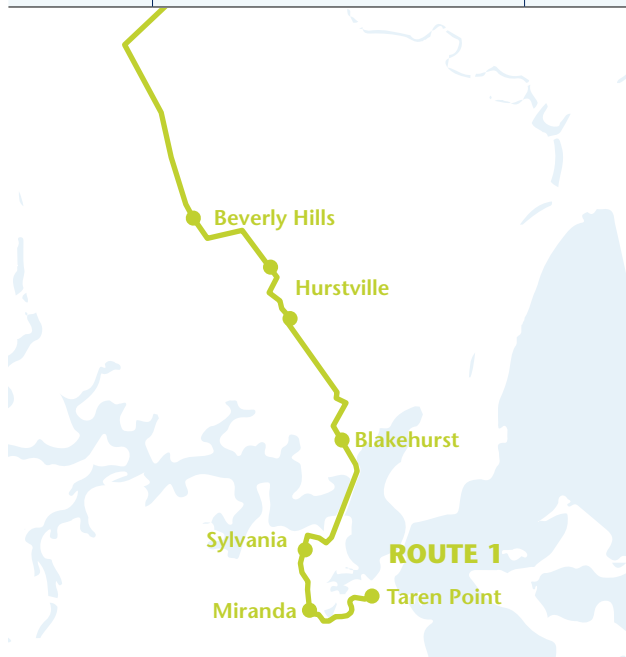 Beverly Hills
Hurstville
Blakehurst
Sylvania
ROUTE 1
Taren Point
Miranda